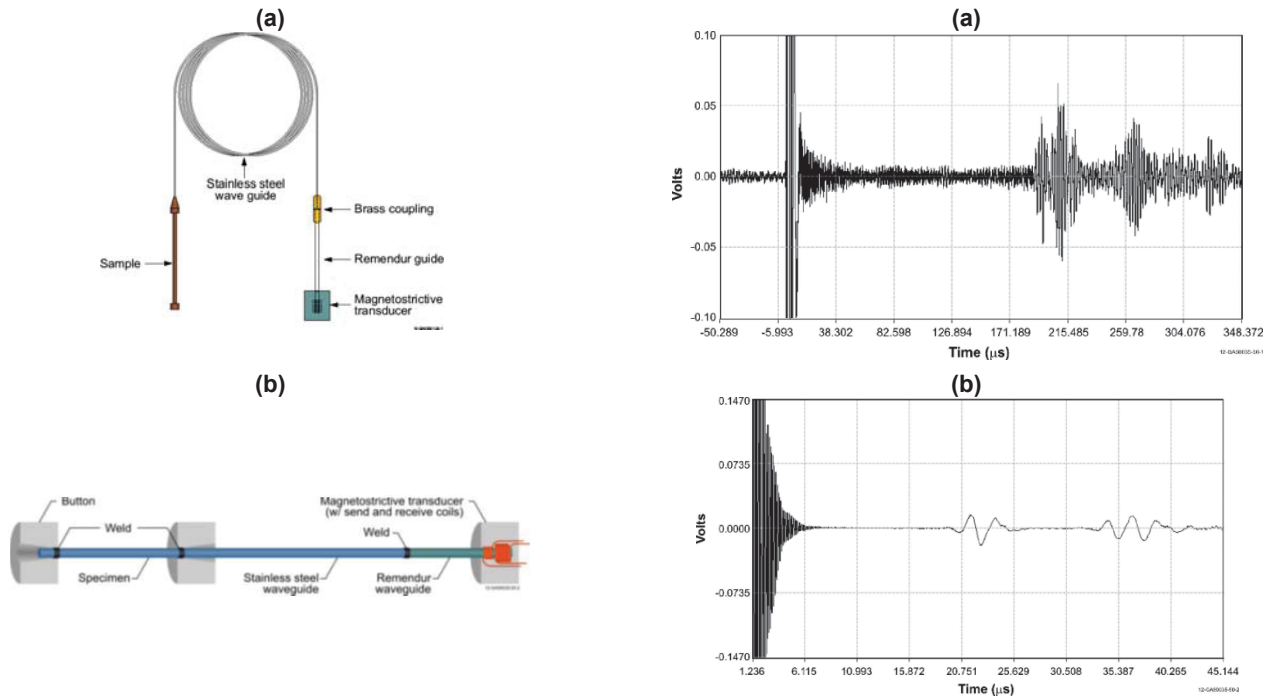 (a)
Stainless steel
wave guide
Brass coupling
Sample
Remendur guide
Magnetostrictive
transducer
(b)
Button
Weld
Magnetostrictive transducer
(w/ send and receive coils)
Weld
Specimen
Stainless steel
waveguide
Remendur
waveguide
(a)
0.10
0.05
0.00
-0.05
-0.10
Volts
-50.289 -5.993 38.302 82.598 126.894 171.189 215.485 259.78 304.076 348.372
Time (μs)
(b)
0.1470
0.0735
0.0000
-0.0735
-0.1470
Volts
1.236 6.115 10.993 15.872 20.751 25.629 30.508 35.387 40.265 45.144
Time (μs)